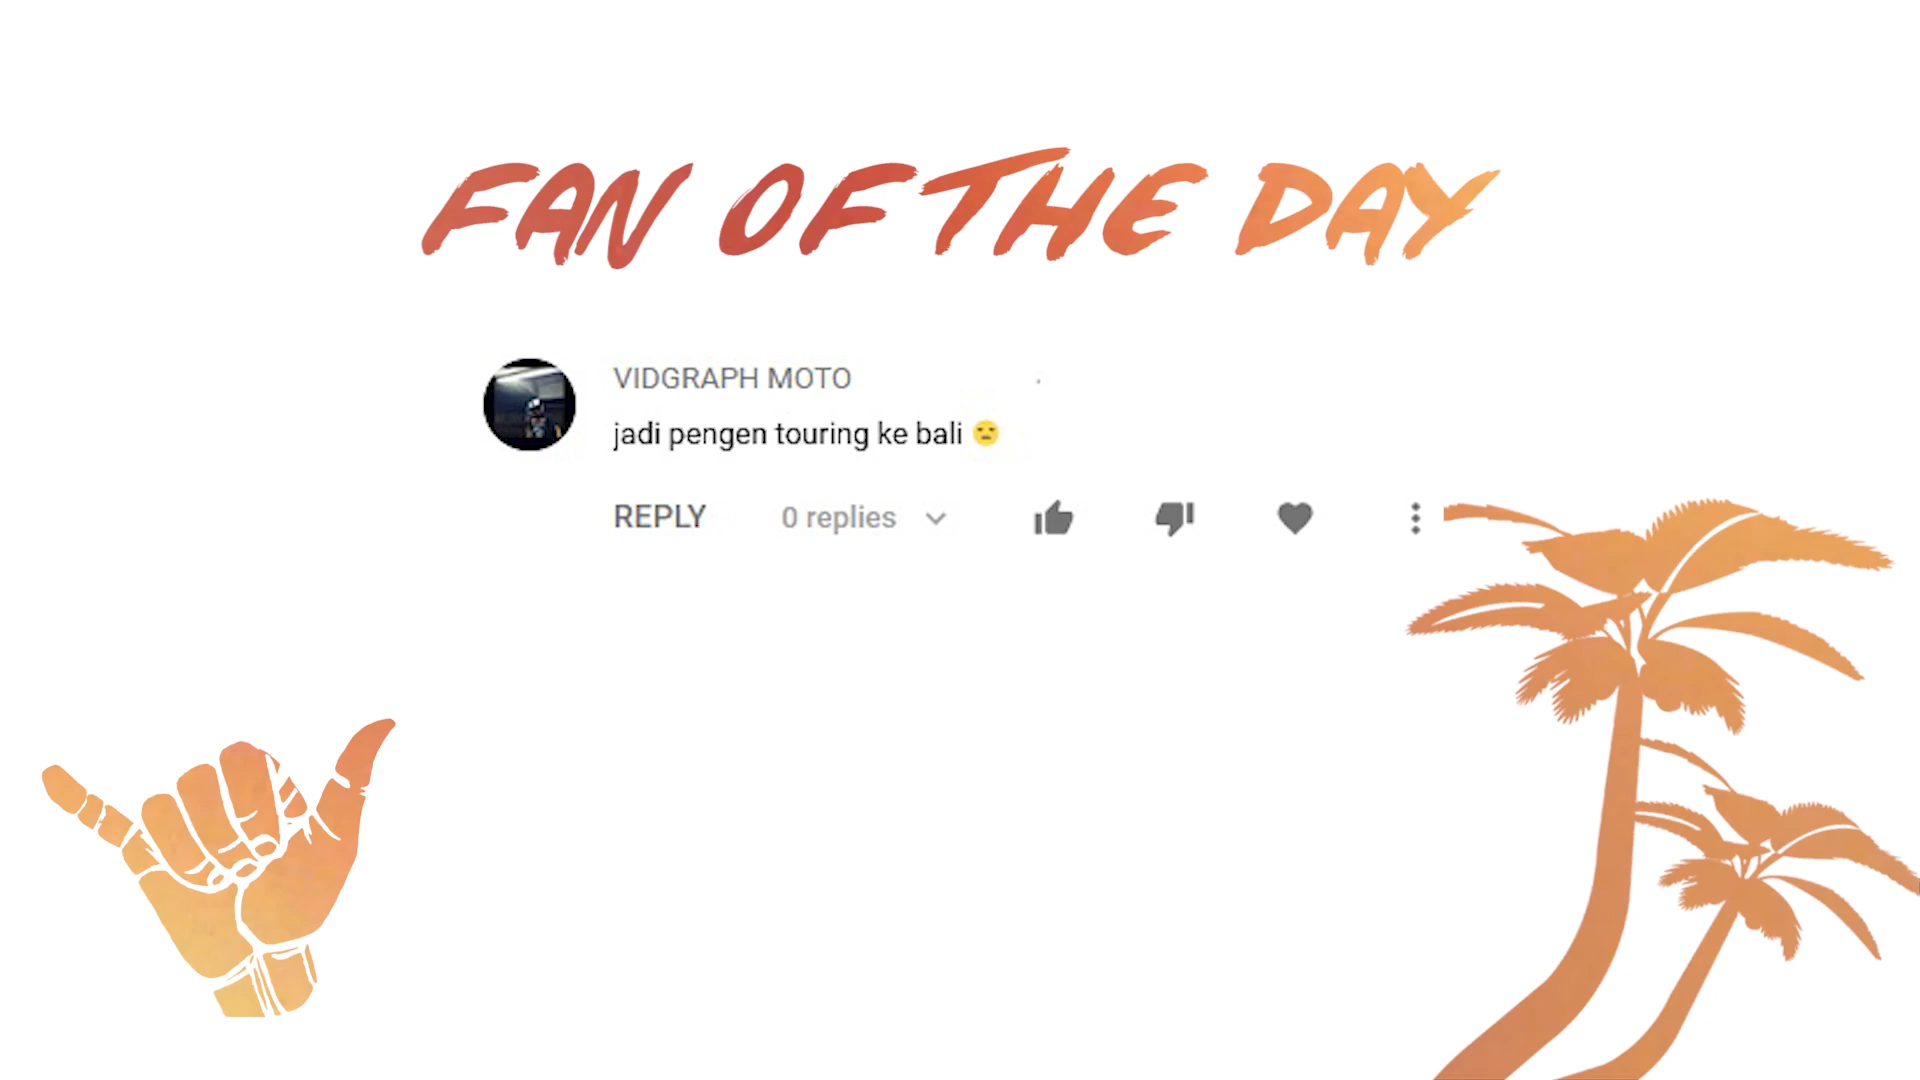 FAN OF THE DAY
VIDGRAPH MOTO
jadi pengen touring ke bali 😒
REPLY 0 replies